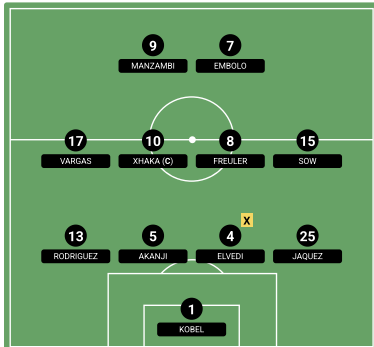 9 7
MANZAMBI EMBOLO
17 10 8 15
VARGAS XHAKA (C) FREULER SOW
X
13 5 4 25
RODRIGUEZ AKANJI ELVEDI JAQUEZ
1
KOBEL